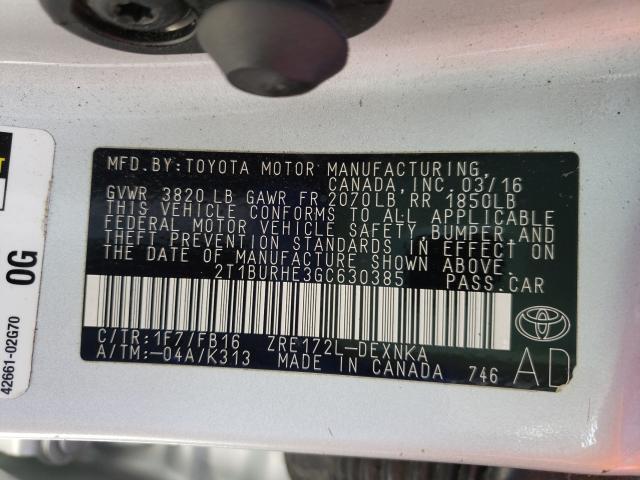 MFD. BY: TOYOTA MOTOR MANUFACTURING,
CANADA, INC. 03/16
GVWR 3820 LB GAWR FR 2070LB RR 1850LB
THIS VEHICLE CONFORMS TO ALL APPLICABLE
FEDERAL MOTOR VEHICLE SAFETY, BUMPER, AND
THEFT PREVENTION STANDARDS IN EFFECT ON
THE DATE OF MANUFACTURE SHOWN ABOVE.
2T1BURHE3GC630385 PASS. CAR
C/TR: 1F7/FB16 ZRE172L-DEXNKA
A/TM: -04A/K313 MADE IN CANADA 746
AD
0G
42661-02G70